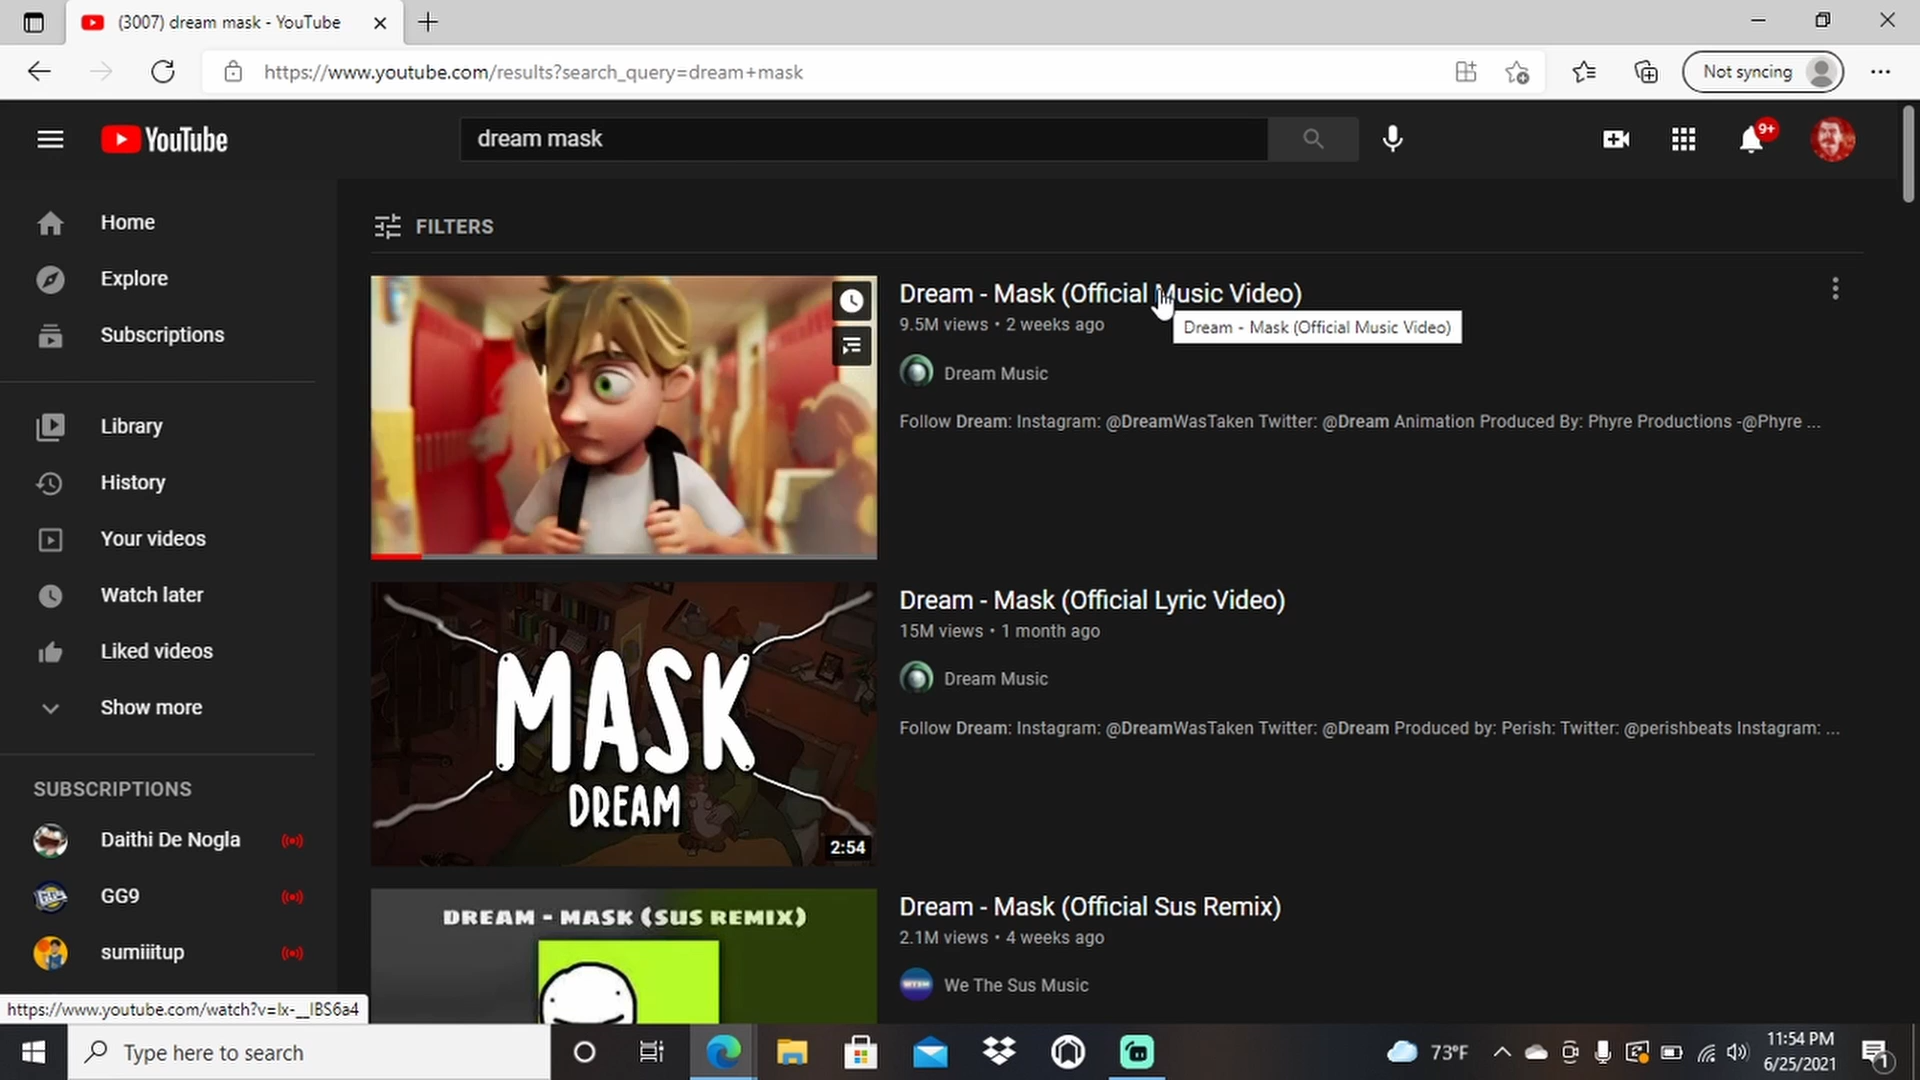 (3007) dream mask - YouTube
https://www.youtube.com/results?search_query=dream+mask
Not syncing
YouTube
dream mask
9+
Home
Explore
Subscriptions
Library
History
Your videos
Watch later
Liked videos
Show more
SUBSCRIPTIONS
Daithi De Nogla
GG9
sumiiitup
FILTERS
Dream - Mask (Official Music Video)
9.5M views • 2 weeks ago
Dream - Mask (Official Music Video)
Dream Music
Follow Dream: Instagram: @DreamWasTaken Twitter: @Dream Animation Produced By: Phyre Productions -@Phyre ...
MASK
DREAM
2:54
Dream - Mask (Official Lyric Video)
15M views • 1 month ago
Dream Music
Follow Dream: Instagram: @DreamWasTaken Twitter: @Dream Produced by: Perish: Twitter: @perishbeats Instagram: ...
DREAM - MASK (SUS REMIX)
Dream - Mask (Official Sus Remix)
2.1M views • 4 weeks ago
We The Sus Music
https://www.youtube.com/watch?v=lx-__IBS6a4
Type here to search
73°F
11:54 PM
6/25/2021
1